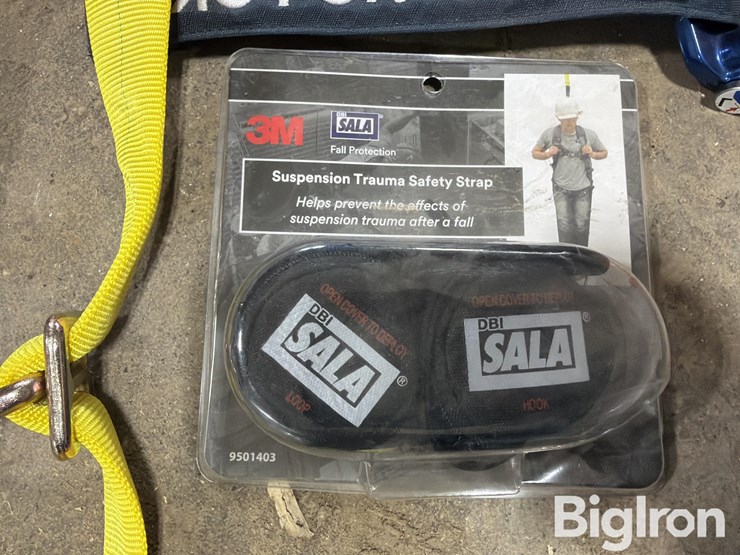 3M
DBI
SALA
Fall Protection
Suspension Trauma Safety Strap
Helps prevent the effects of
suspension trauma after a fall
OPEN COVER TO DEPLOY
DBI
SALA®
LOOP
OPEN COVER TO DEPLOY
DBI
SALA®
HOOK
9501403
BigIron